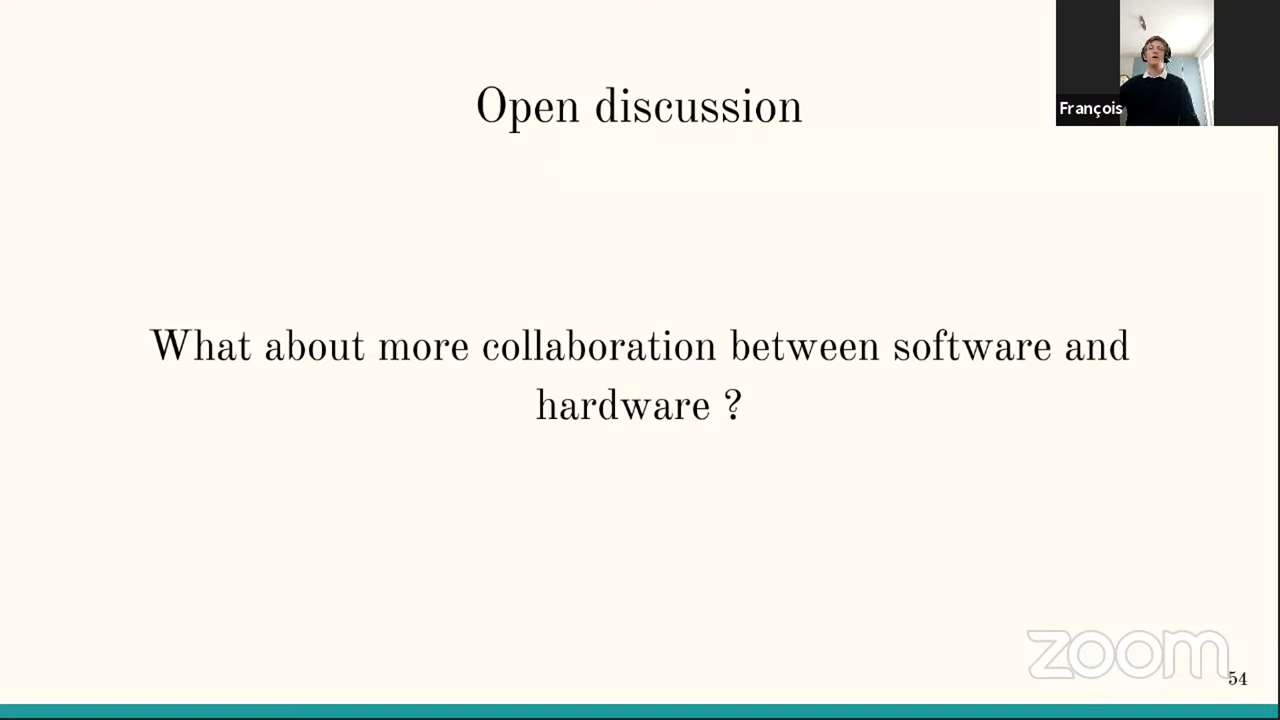 Open discussion
François
What about more collaboration between software and
hardware ?
zoom
54